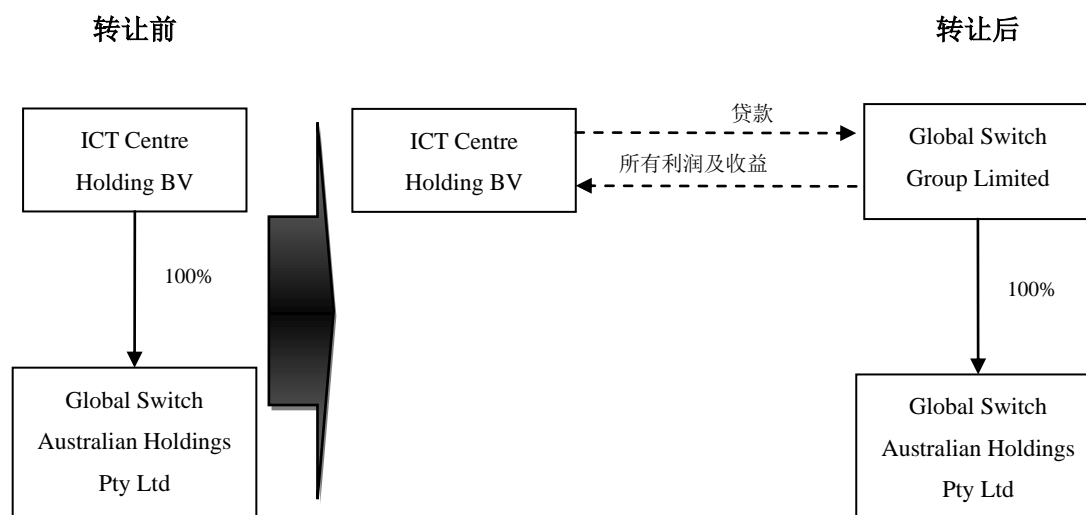 转让前
转让后
ICT Centre
Holding BV
100%
Global Switch
Australian Holdings
Pty Ltd
ICT Centre
Holding BV
贷款
所有利润及收益
Global Switch
Group Limited
100%
Global Switch
Australian Holdings
Pty Ltd